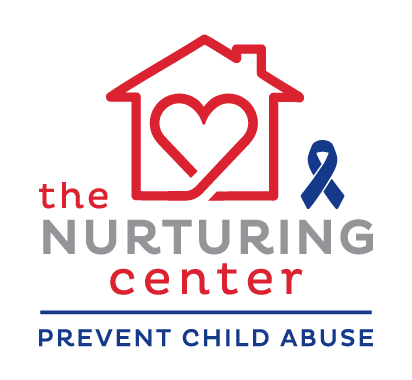 the
NURTURING
center
PREVENT CHILD ABUSE